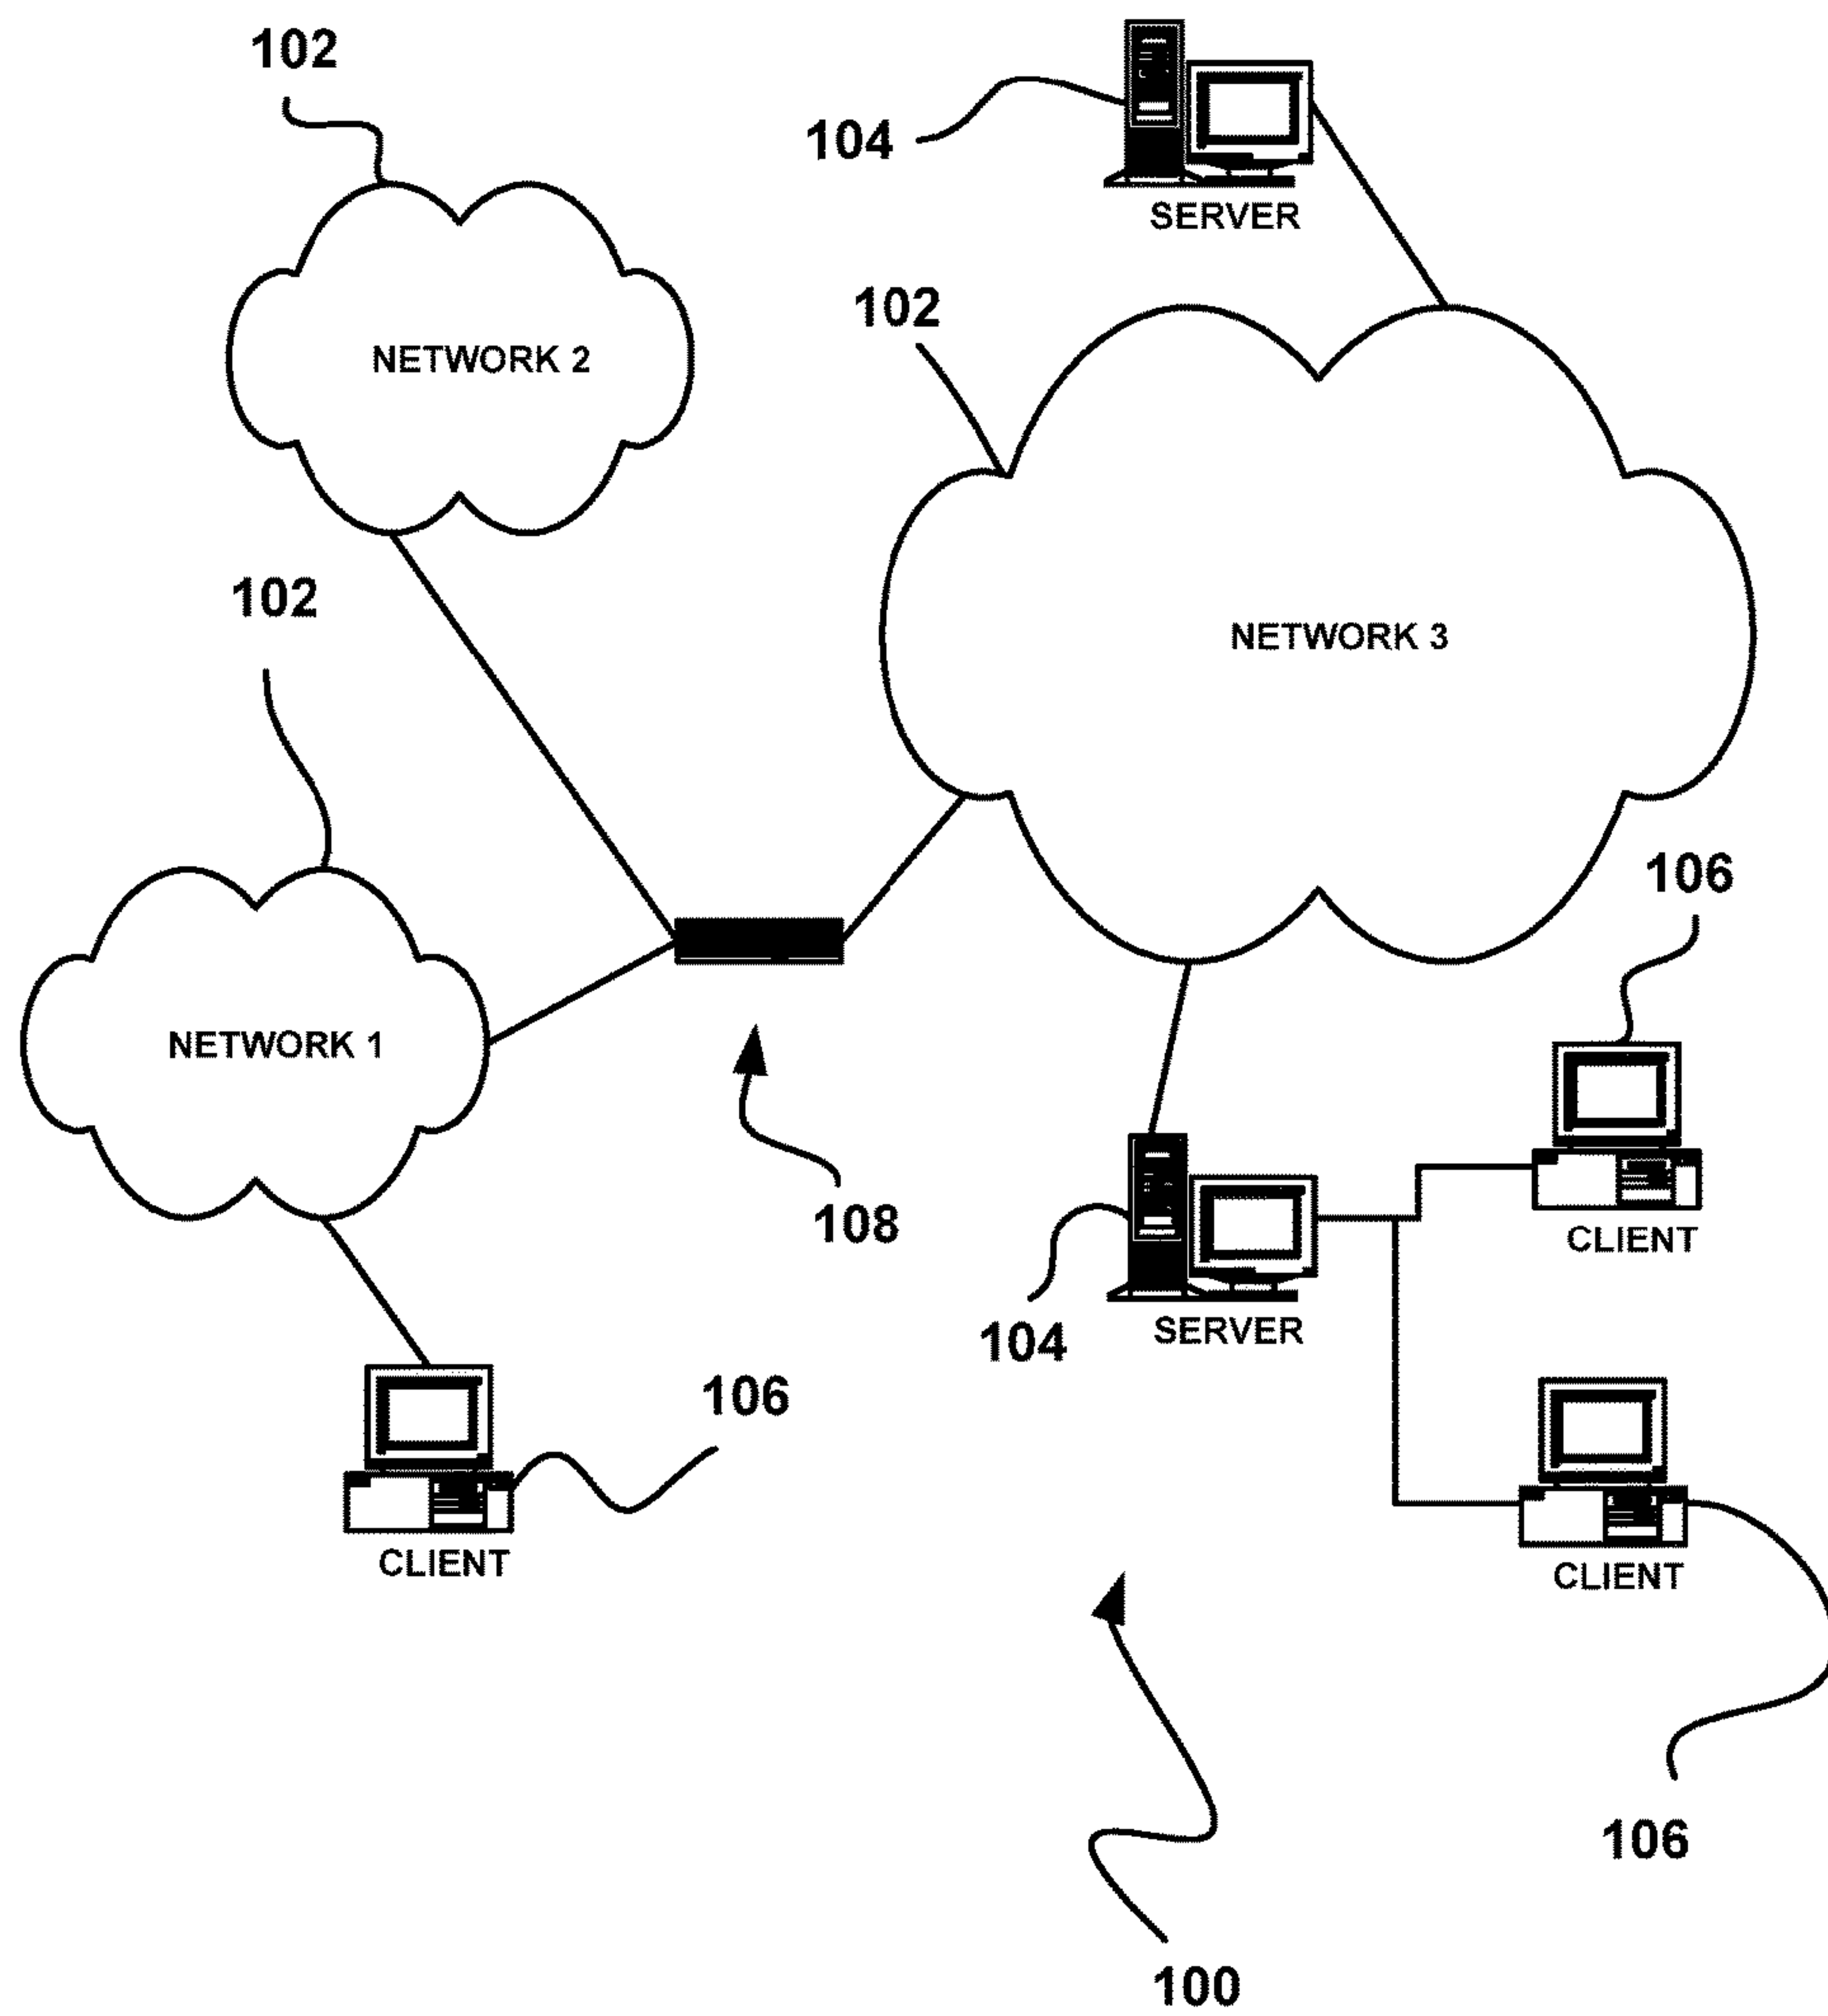 102
104
SERVER
102
NETWORK 2
102
NETWORK 3
106
NETWORK 1
108
CLIENT
104
SERVER
106
CLIENT
CLIENT
106
100